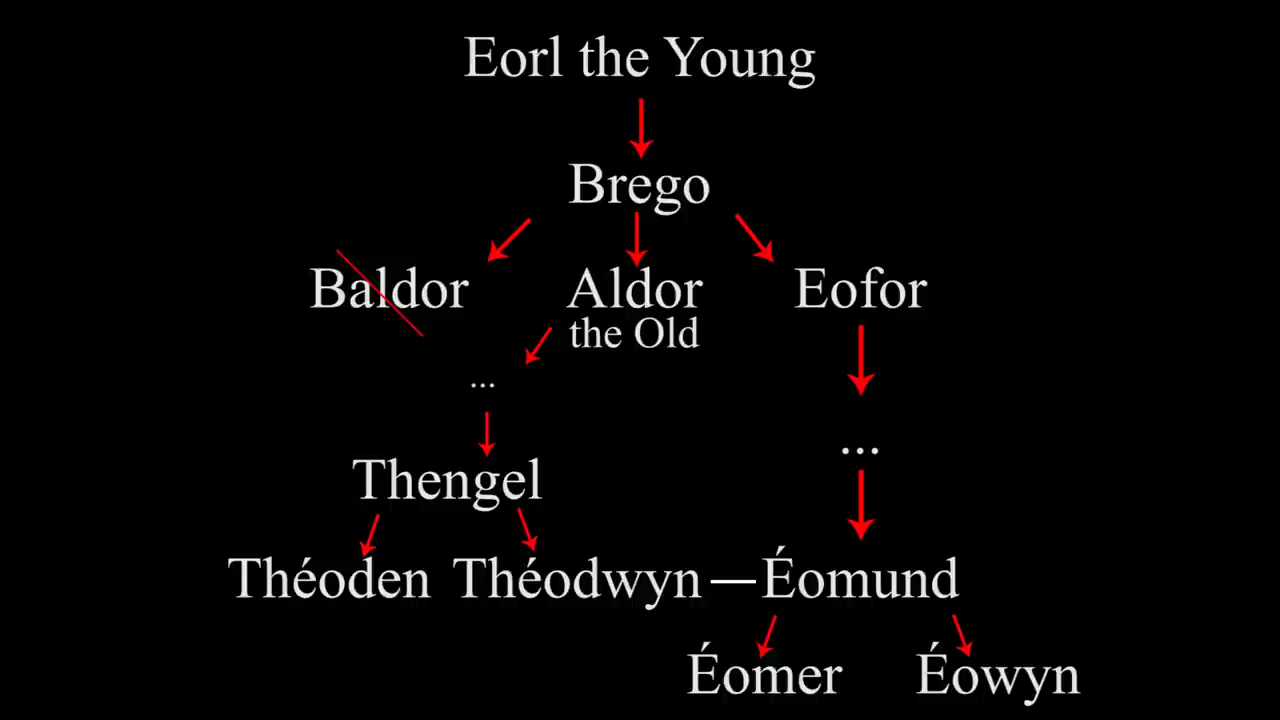 Eorl the Young
Brego
Baldor Aldor Eofor
the Old
...
...
Thengel
Théoden Théodwyn — Éomund
Éomer Éowyn